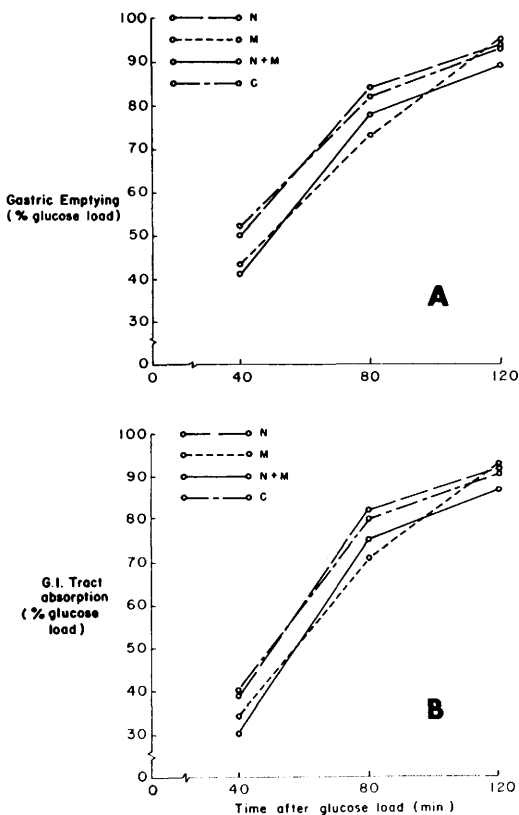 100
90
80
70
60
50
40
30
0
N
M
N + M
C
Gastric Emptying
(% glucose load)
A
0 40 80 120
100
90
80
70
60
50
40
30
0
N
M
N + M
C
G.I. Tract
absorption
(% glucose
load)
B
0 40 80 120
Time after glucose load (min.)